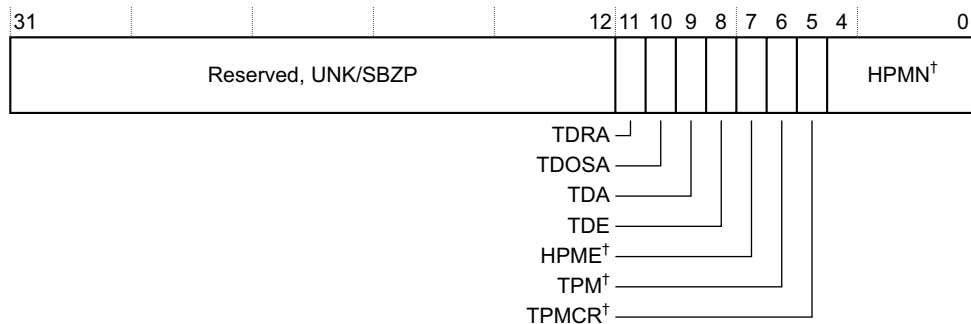 31 12 11 10 9 8 7 6 5 4 0
Reserved, UNK/SBZP HPMN†
TDRA
TDOSA
TDA
TDE
HPME†
TPM†
TPMCR†